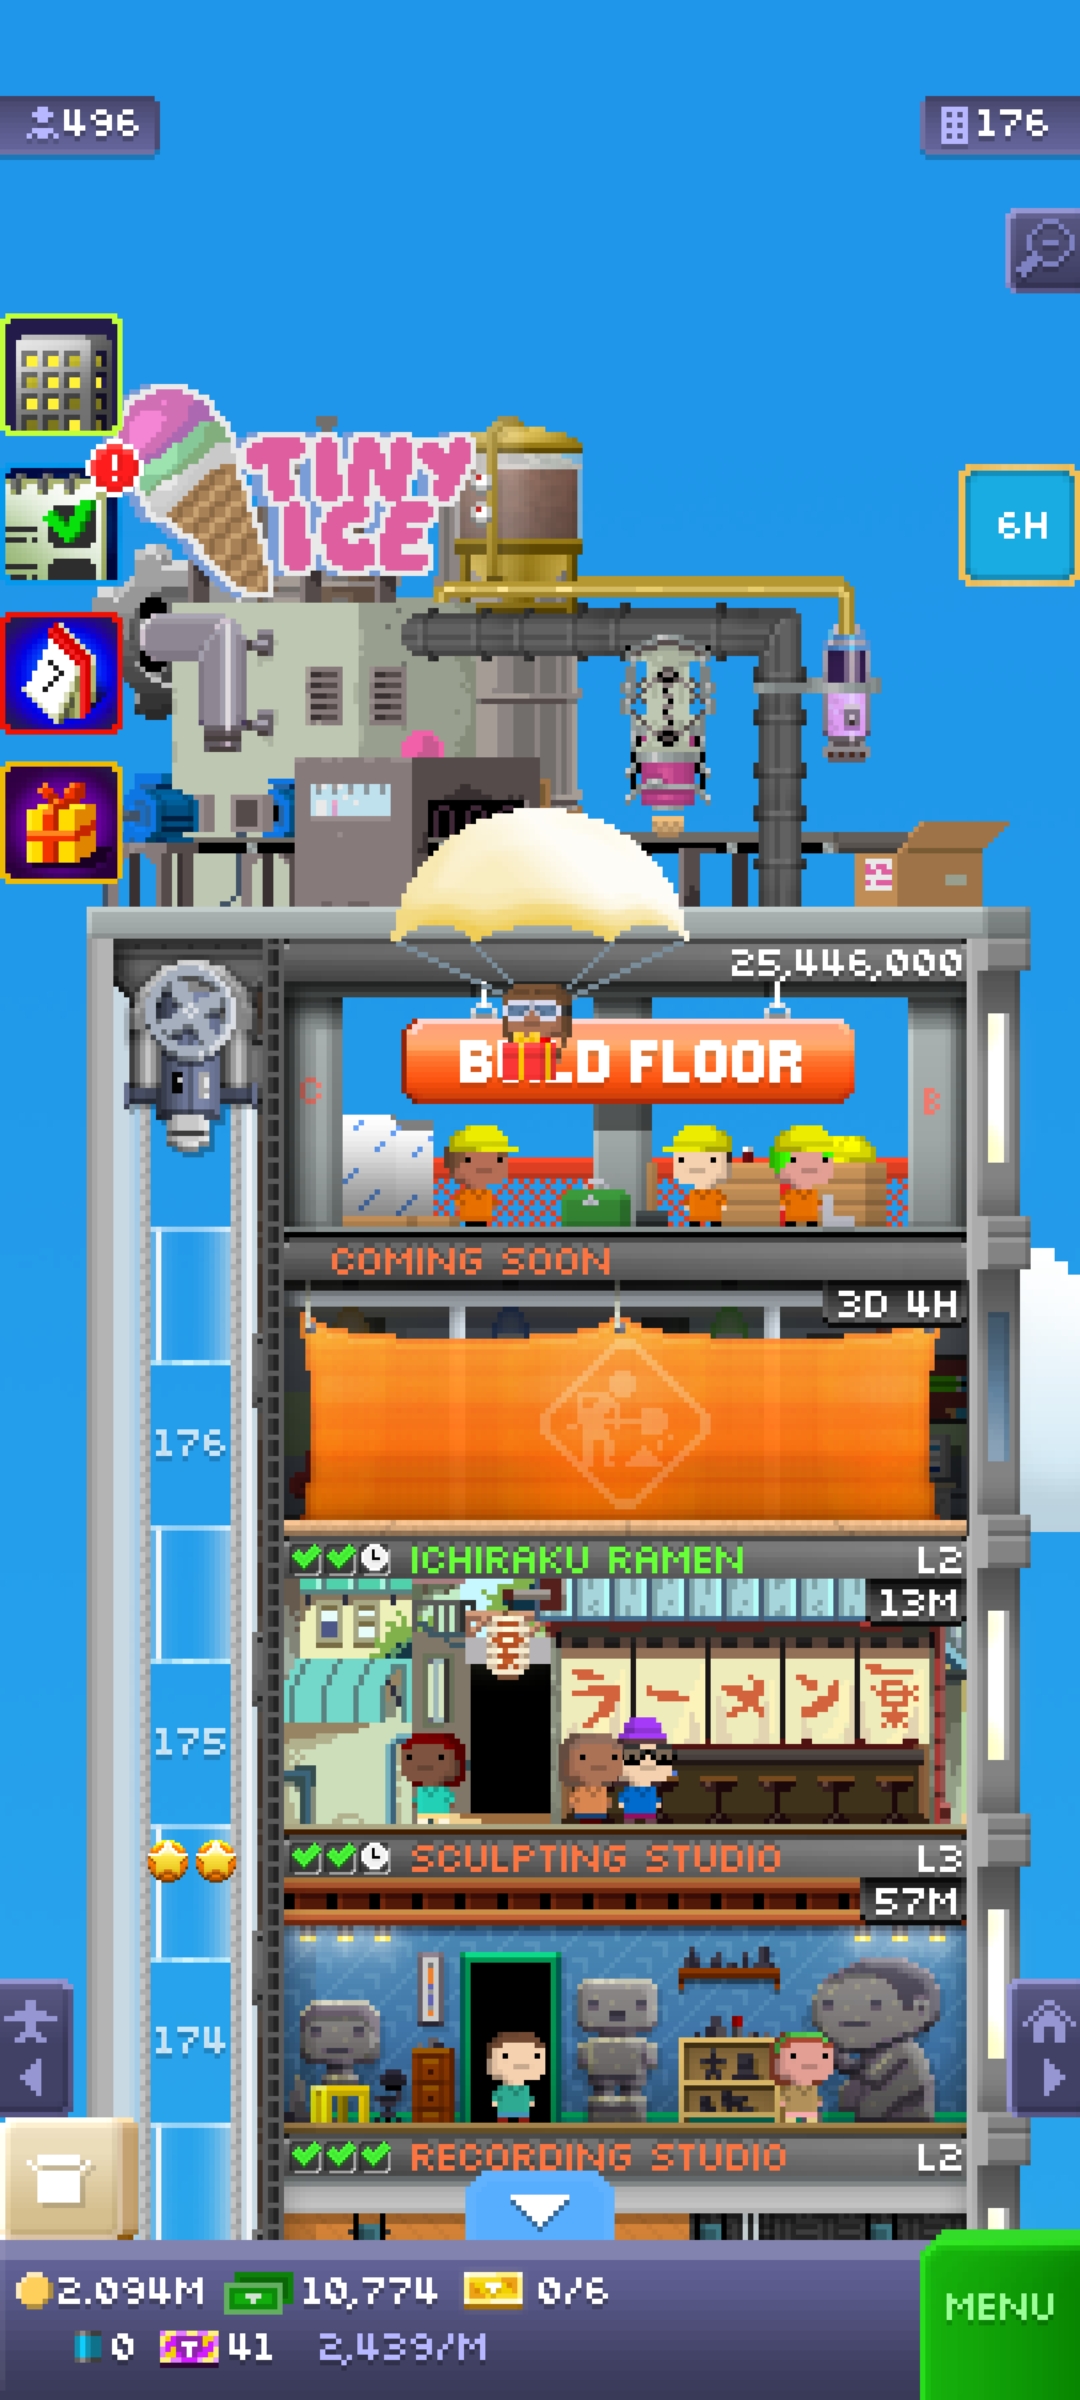 496
176
TINY
ICE
6H
25,446,000
BUILD FLOOR
C
B
COMING SOON
3D 4H
176
ICHIRAKU RAMEN
L2
13M
ラーメン
175
SCULPTING STUDIO
L3
57M
174
RECORDING STUDIO
L2
2.094M
10,774
0/6
MENU
0
T
41
2,439/M